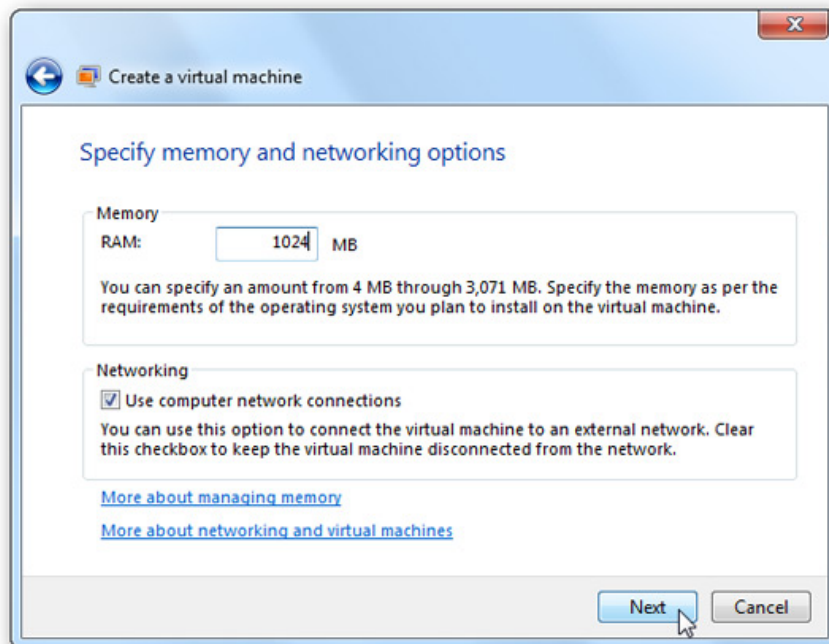 Create a virtual machine
Specify memory and networking options
Memory
RAM: 1024 MB
You can specify an amount from 4 MB through 3,071 MB. Specify the memory as per the
requirements of the operating system you plan to install on the virtual machine.
Networking
Use computer network connections
You can use this option to connect the virtual machine to an external network. Clear
this checkbox to keep the virtual machine disconnected from the network.
More about managing memory
More about networking and virtual machines
Next Cancel